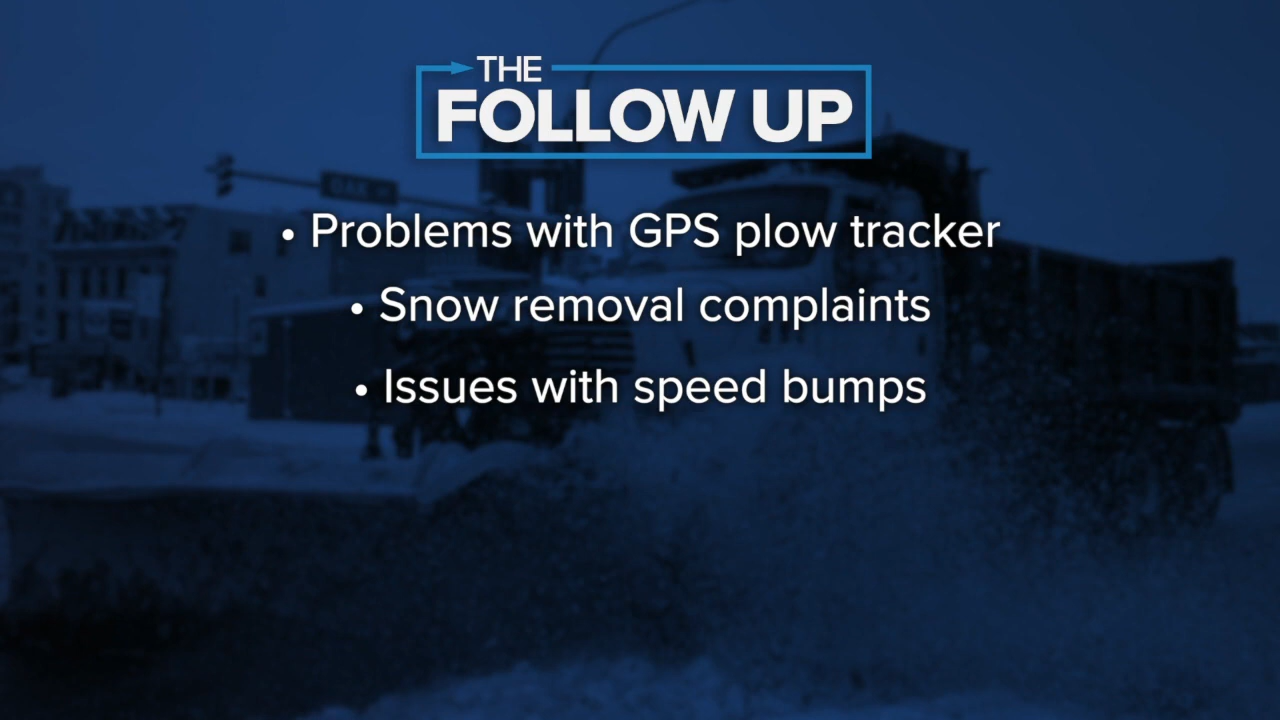 THE
FOLLOW UP
• Problems with GPS plow tracker
• Snow removal complaints
• Issues with speed bumps